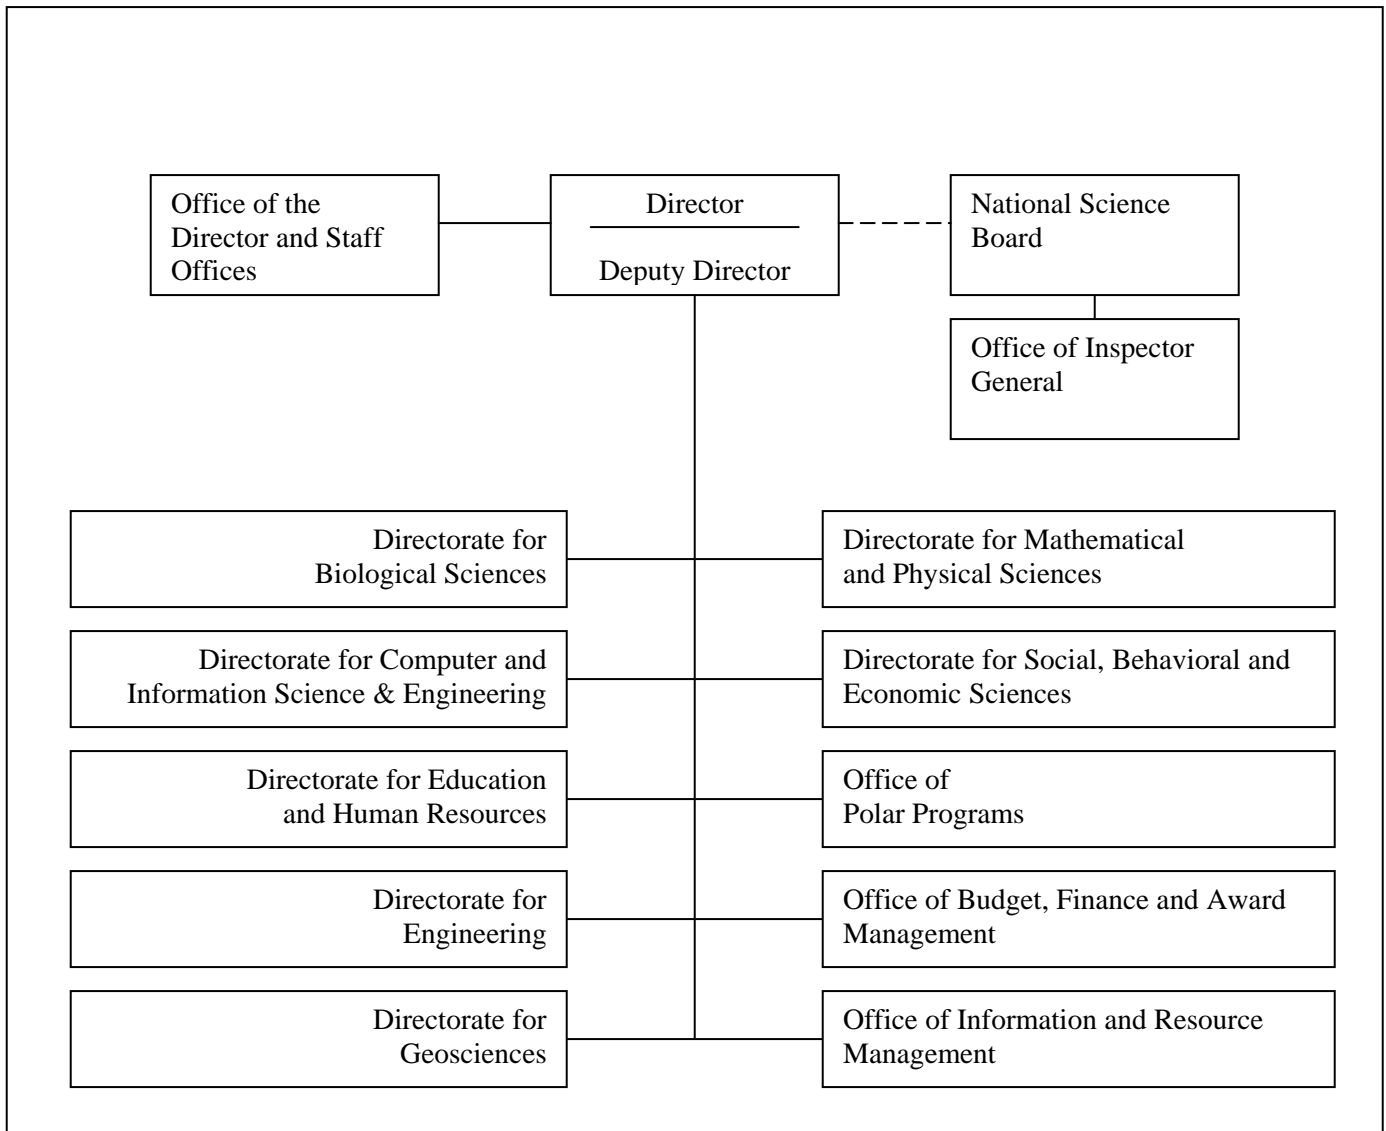 Office of the
Director and Staff
Offices
Director
Deputy Director
National Science
Board
Office of Inspector
General
Directorate for
Biological Sciences
Directorate for Mathematical
and Physical Sciences
Directorate for Computer and
Information Science & Engineering
Directorate for Social, Behavioral and
Economic Sciences
Directorate for Education
and Human Resources
Office of
Polar Programs
Directorate for
Engineering
Office of Budget, Finance and Award
Management
Directorate for
Geosciences
Office of Information and Resource
Management